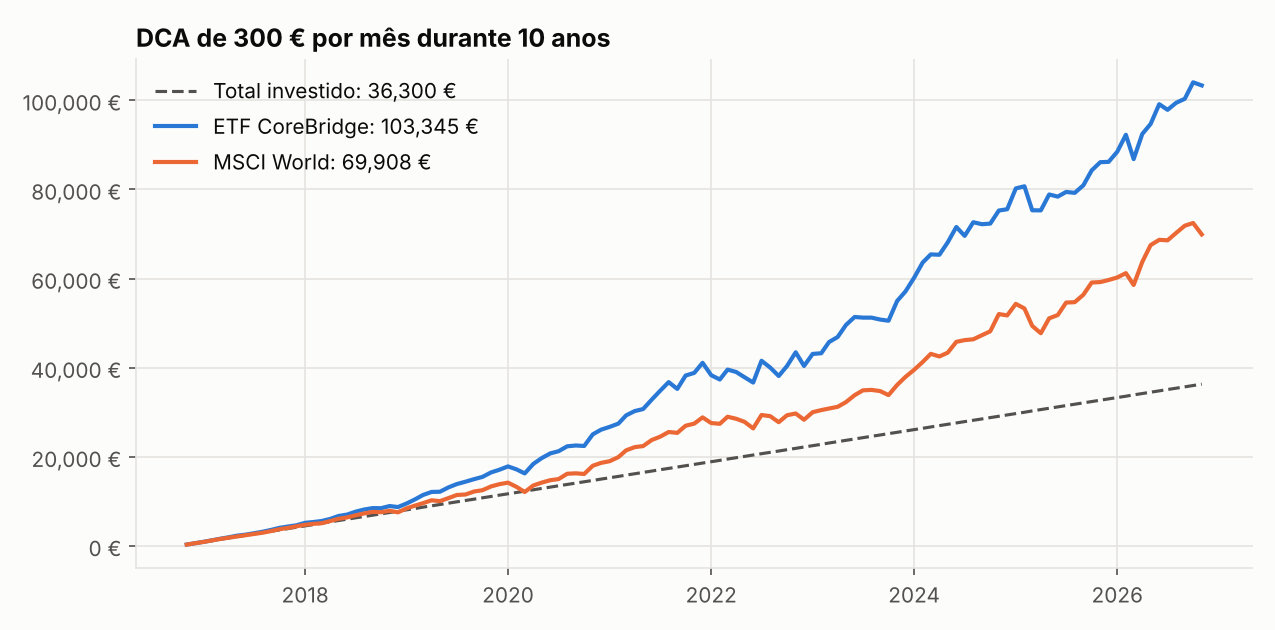 DCA de 300 € por mês durante 10 anos
Total investido: 36,300 €
ETF CoreBridge: 103,345 €
MSCI World: 69,908 €
100,000 €
80,000 €
60,000 €
40,000 €
20,000 €
0 €
2018
2020
2022
2024
2026